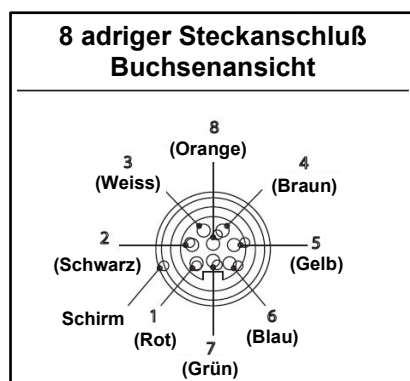 8 adriger Steckanschluß
Buchsenansicht
8
(Orange)
3
(Weiss)
4
(Braun)
2
(Schwarz)
5
(Gelb)
Schirm
1
(Rot)
6
(Blau)
7
(Grün)